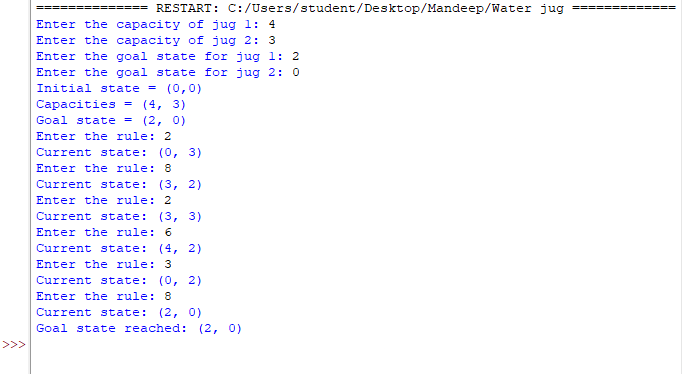 ============== RESTART: C:/Users/student/Desktop/Mandeep/Water jug =============
Enter the capacity of jug 1: 4
Enter the capacity of jug 2: 3
Enter the goal state for jug 1: 2
Enter the goal state for jug 2: 0
Initial state = (0,0)
Capacities = (4, 3)
Goal state = (2, 0)
Enter the rule: 2
Current state: (0, 3)
Enter the rule: 8
Current state: (3, 2)
Enter the rule: 2
Current state: (3, 3)
Enter the rule: 6
Current state: (4, 2)
Enter the rule: 3
Current state: (0, 2)
Enter the rule: 8
Current state: (2, 0)
Goal state reached: (2, 0)
>>>